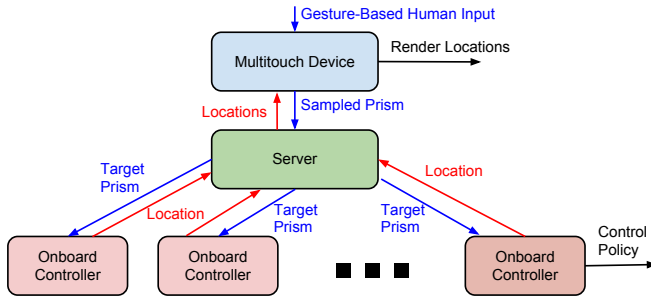 Gesture-Based Human Input
Multitouch Device
Render Locations
Locations
Sampled Prism
Server
Target
Prism
Location
Target
Prism
Target
Prism
Location
Onboard
Controller
Onboard
Controller
Onboard
Controller
Control
Policy